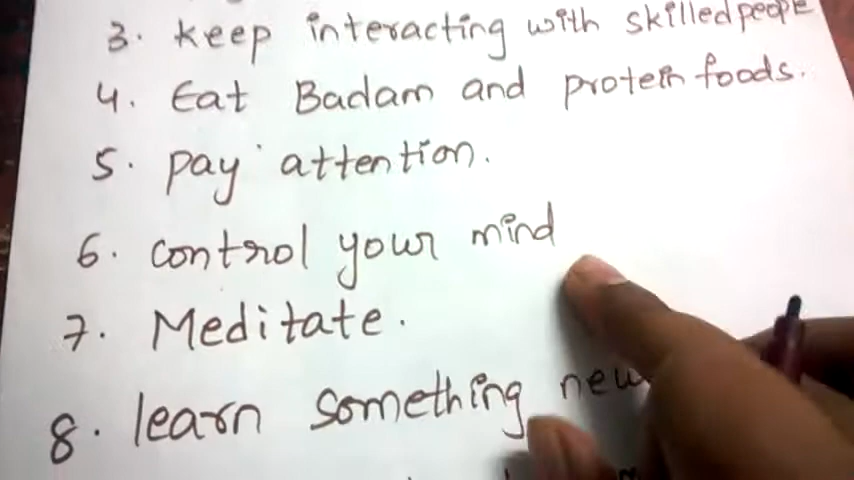 3. keep interacting with skilled peope
4. Eat Badam and protein foods.
5. pay attention.
6. control your mind
7. Meditate.
8. learn something new